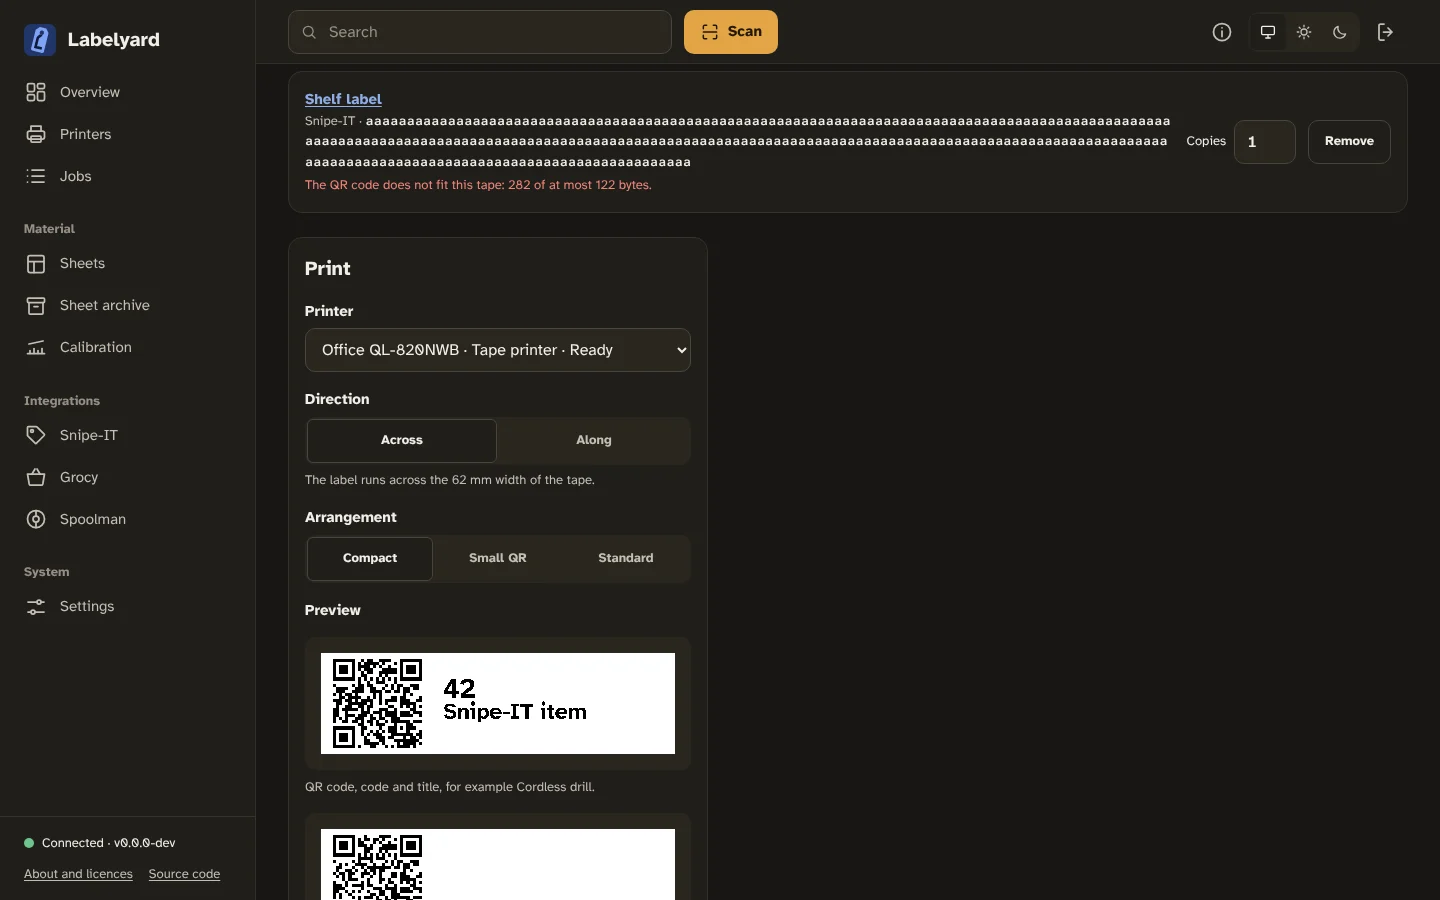 Labelyard
Search
Scan
Overview
Printers
Jobs
Material
Sheets
Sheet archive
Calibration
Integrations
Snipe-IT
Grocy
Spoolman
System
Settings
Connected · v0.0.0-dev
About and licences Source code
Shelf label
Snipe-IT ·
The QR code does not fit this tape: 282 of at most 122 bytes.
Copies 1 Remove
Print
Printer
Office QL-820NWB · Tape printer · Ready
Direction
Across Along
The label runs across the 62 mm width of the tape.
Arrangement
Compact Small QR Standard
Preview
42
Snipe-IT item
QR code, code and title, for example Cordless drill.